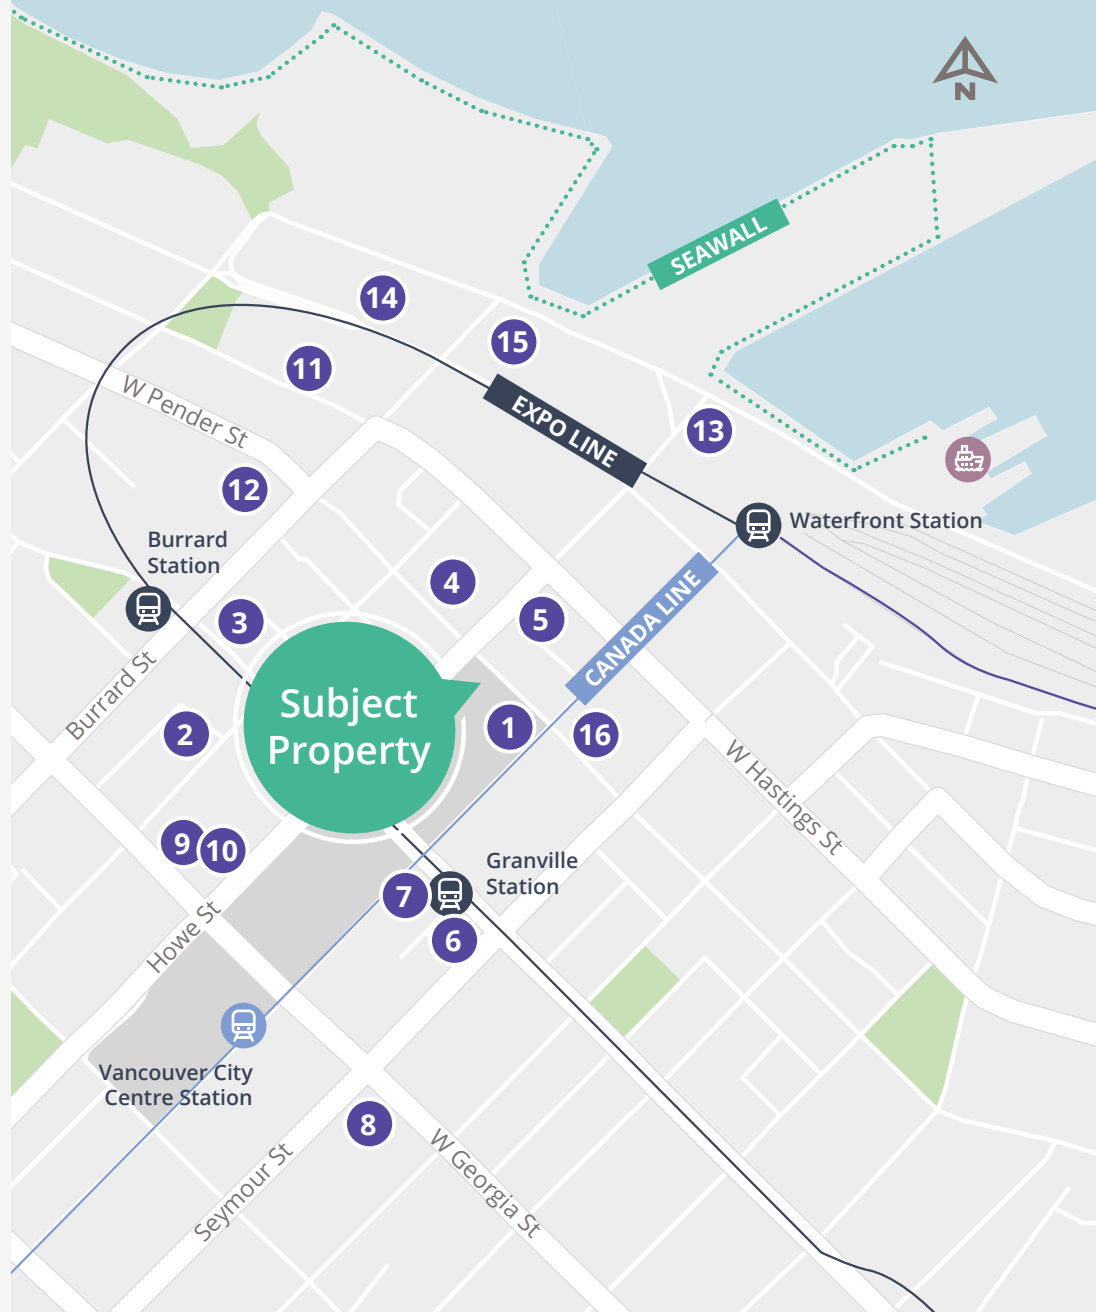 N
SEAWALL
14
15
11
EXPO LINE
W Pender St
13
12
Waterfront Station
Burrard
Station
4
CANADA LINE
3
5
Burrard St
Subject
Property
1
2
16
W Hastings St
9
10
Granville
Station
7
6
Howe St
Vancouver City
Centre Station
8
W Georgia St
Seymour St